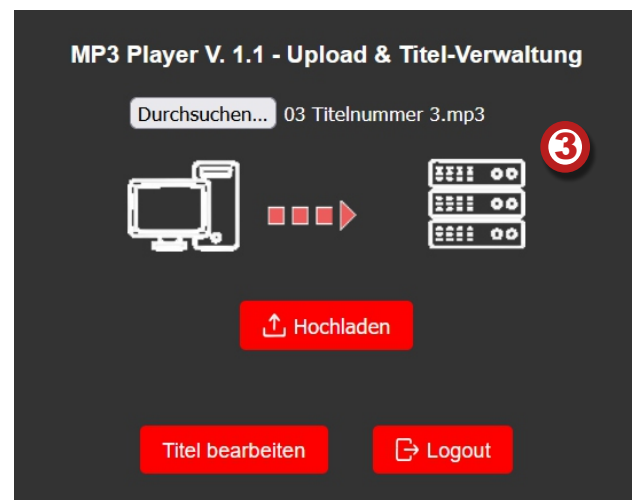 MP3 Player V. 1.1 - Upload & Titel-Verwaltung
Durchsuchen... 03 Titelnummer 3.mp3
3
Hochladen
Titel bearbeiten Logout